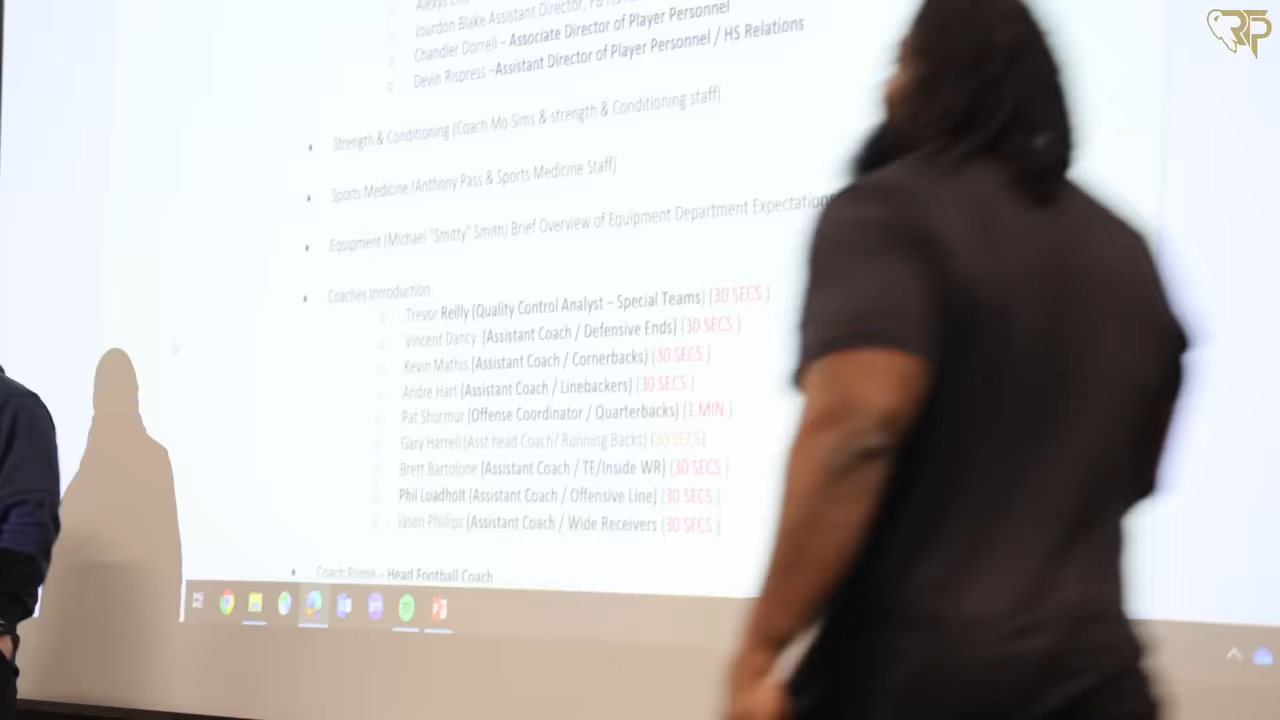 RP
Jourdon Blake Assistant Director,
Chandler Dorrell – Associate Director of Player Personnel
Devin Rispress –Assistant Director of Player Personnel / HS Relations
Strength & Conditioning (Coach Mo Sims & strength & Conditioning staff)
Sports Medicine (Anthony Pass & Sports Medicine Staff)
Equipment (Michael "Smitty" Smith) Brief Overview of Equipment Department Expectations
Coaches Introduction
Trevor Reilly (Quality Control Analyst – Special Teams) (30 SECS )
Vincent Dancy (Assistant Coach / Defensive Ends) (30 SECS )
Kevin Mathis (Assistant Coach / Cornerbacks) (30 SECS )
Andre Hart (Assistant Coach / Linebackers) (30 SECS )
Pat Shurmur (Offense Coordinator / Quarterbacks) (1 MIN )
Gary Harrell (Asst head Coach/ Running Backs) (30 SECS)
Brett Bartolone (Assistant Coach / TE/Inside WR) (30 SECS )
Phil Loadholt (Assistant Coach / Offensive Line) (30 SECS )
Jason Phillips (Assistant Coach / Wide Receivers (30 SECS )
Coach Prime – Head Football Coach